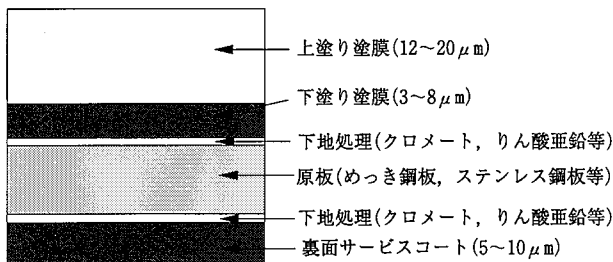 上塗り塗膜(12～20μm)
下塗り塗膜(3～8μm)
下地処理(クロメート，りん酸亜鉛等)
原板(めっき鋼板，ステンレス鋼板等)
下地処理(クロメート，りん酸亜鉛等)
裏面サービスコート(5～10μm)